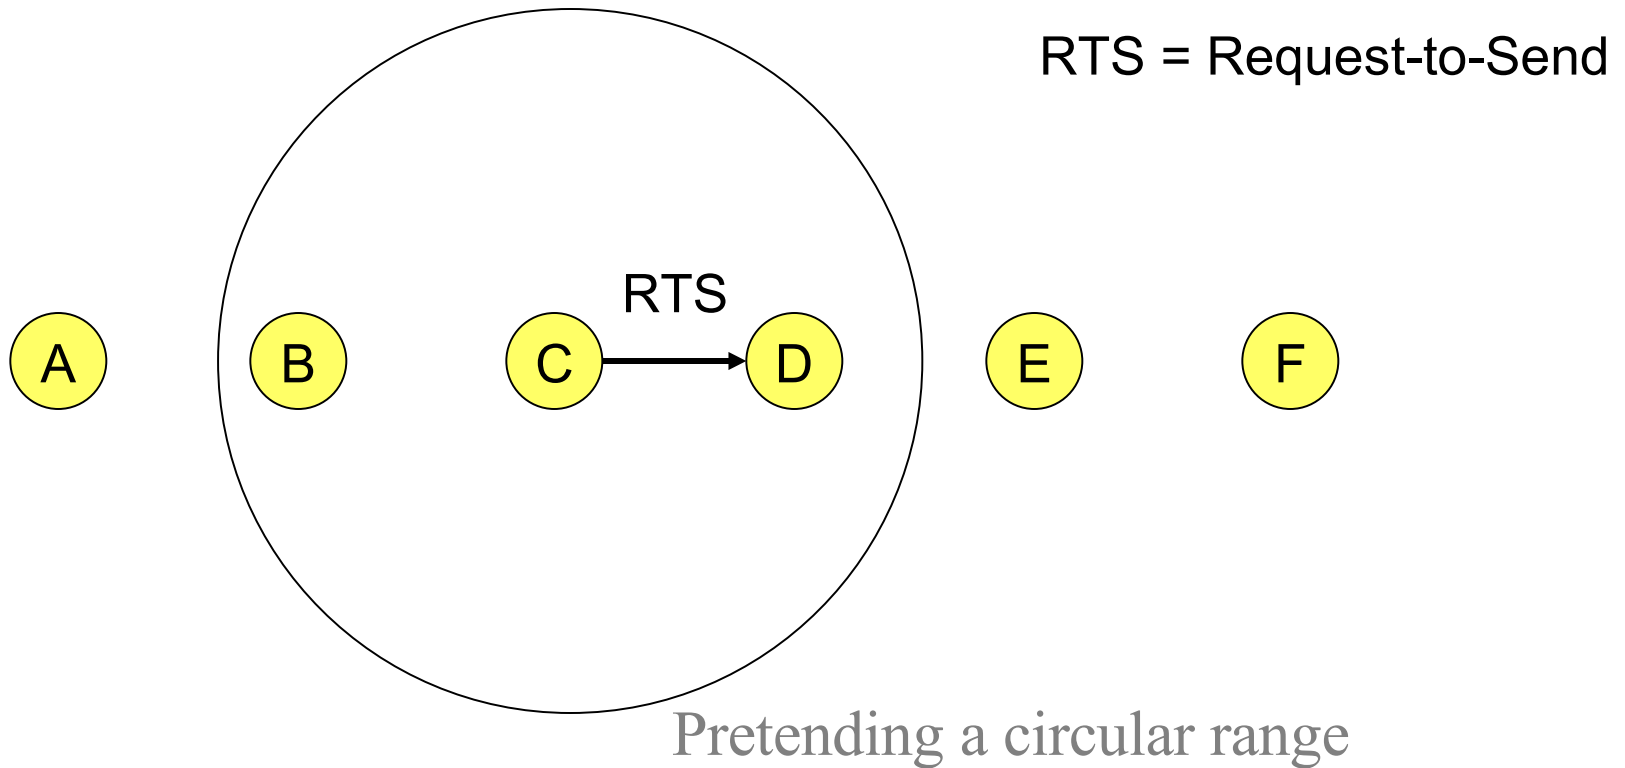 RTS = Request-to-Send
RTS
A B C D E F
Pretending a circular range